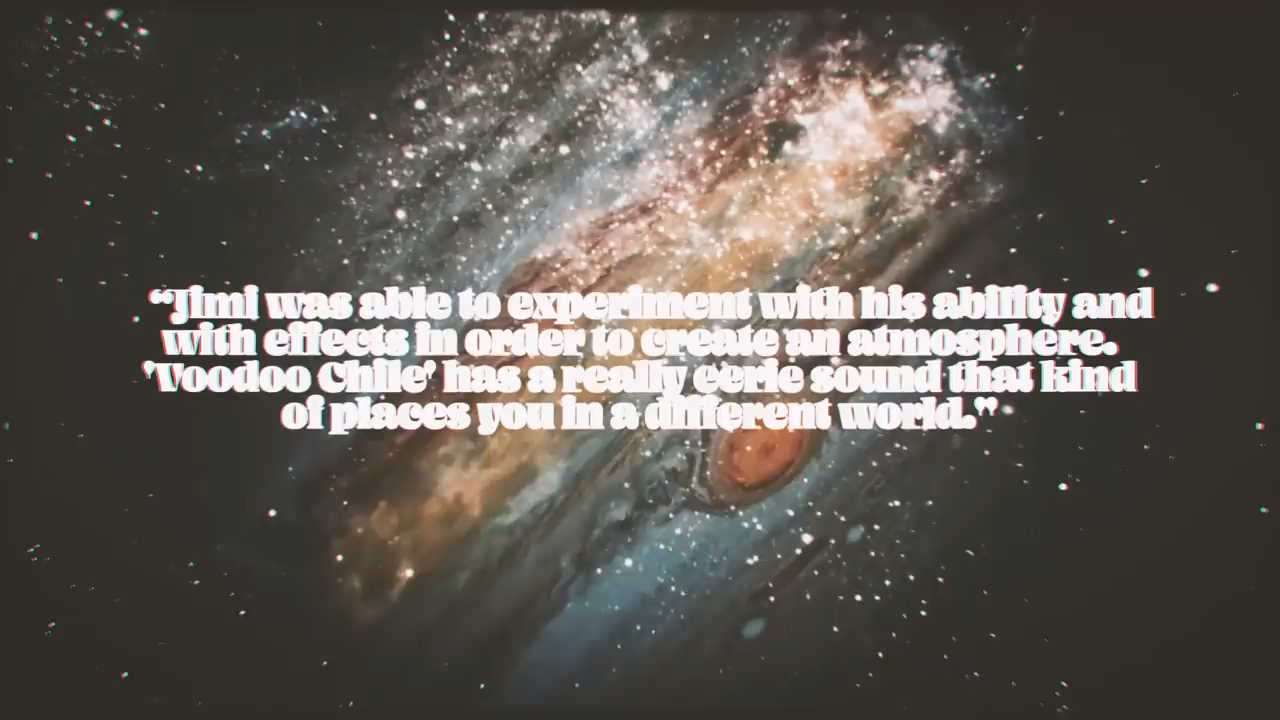 “Jimi was able to experiment with his ability and
with effects in order to create an atmosphere.
'Voodoo Chile' has a really eerie sound that kind
of places you in a different world.”